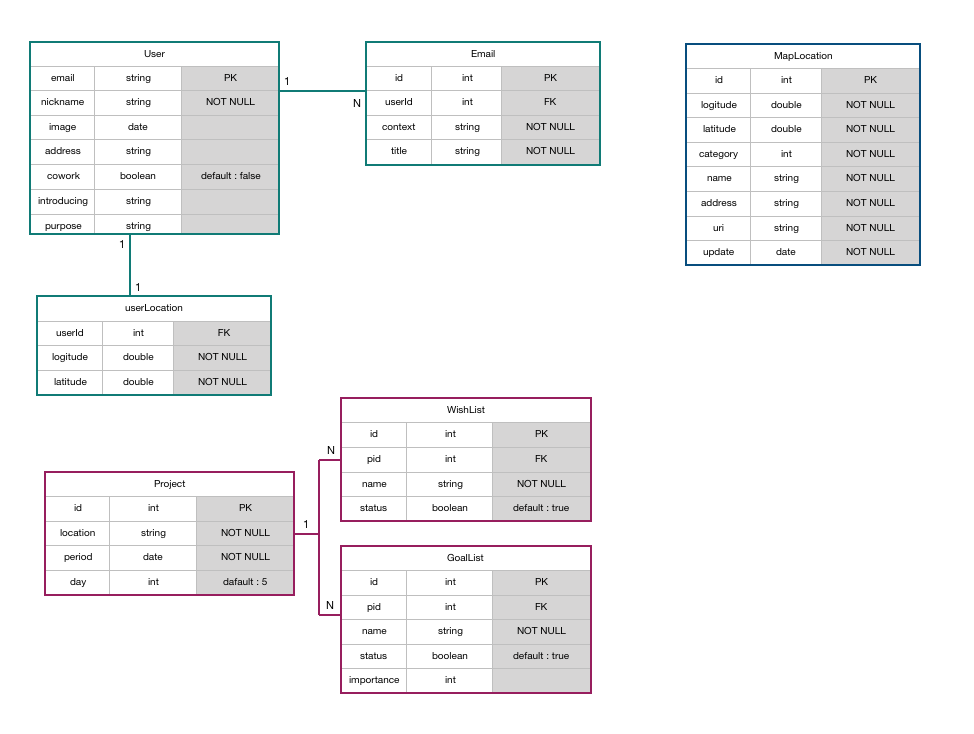 User
email string PK
nickname string NOT NULL
image date
address string
cowork boolean default : false
introducing string
purpose string
1
N
Email
id int PK
userId int FK
context string NOT NULL
title string NOT NULL
MapLocation
id int PK
logitude double NOT NULL
latitude double NOT NULL
category int NOT NULL
name string NOT NULL
address string NOT NULL
uri string NOT NULL
update date NOT NULL
1
1
userLocation
userId int FK
logitude double NOT NULL
latitude double NOT NULL
Project
id int PK
location string NOT NULL
period date NOT NULL
day int dafault : 5
1
N
WishList
id int PK
pid int FK
name string NOT NULL
status boolean default : true
N
GoalList
id int PK
pid int FK
name string NOT NULL
status boolean default : true
importance int